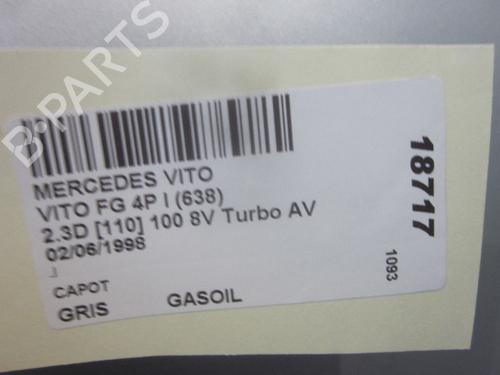 B-PARTS
MERCEDES VITO
VITO FG 4P I (638)
2.3D [110] 100 8V Turbo AV
02/06/1998
J
CAPOT
GRIS GASOIL
18717
1093